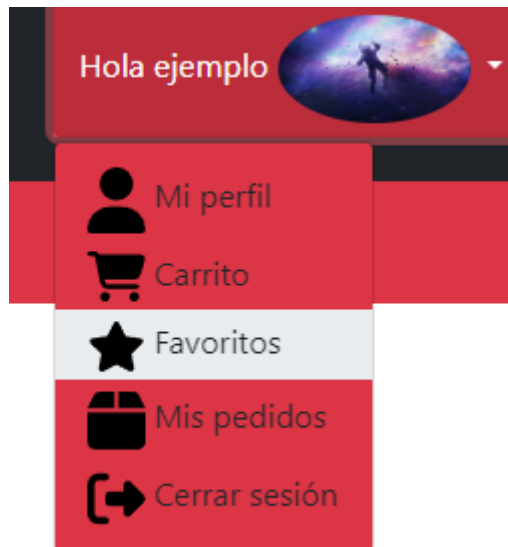 Hola ejemplo
Mi perfil
Carrito
Favoritos
Mis pedidos
Cerrar sesión